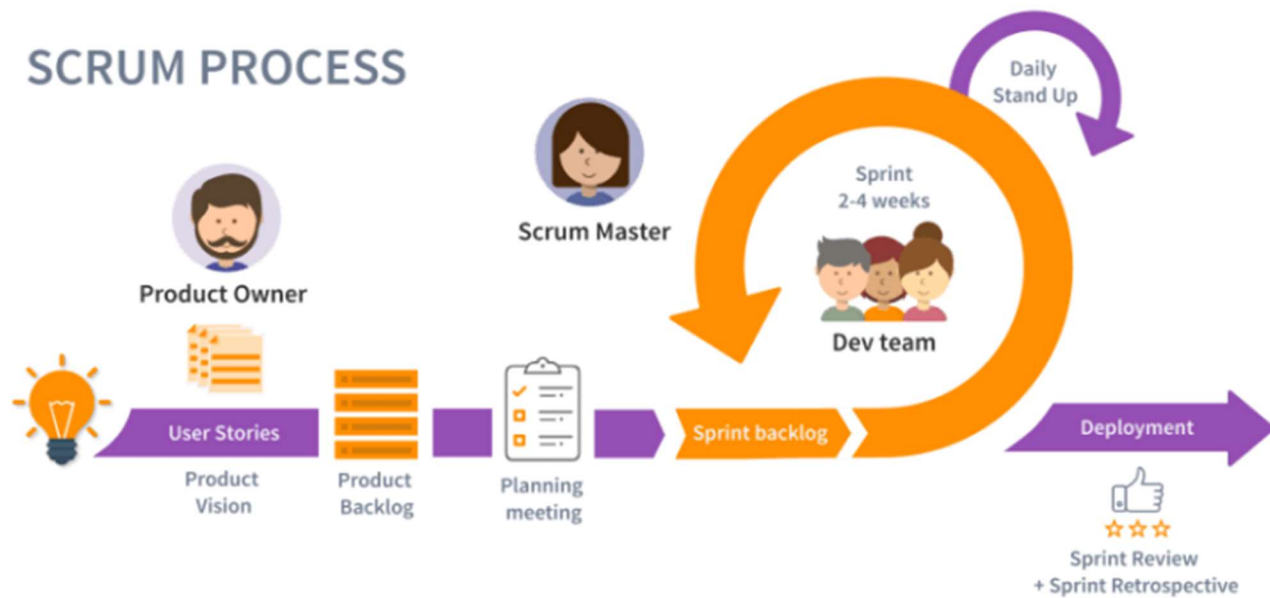 SCRUM PROCESS
Daily
Stand Up
Sprint
2-4 weeks
Scrum Master
Product Owner
Dev team
User Stories
Sprint backlog
Deployment
Product
Vision
Product
Backlog
Planning
meeting
Sprint Review
+ Sprint Retrospective